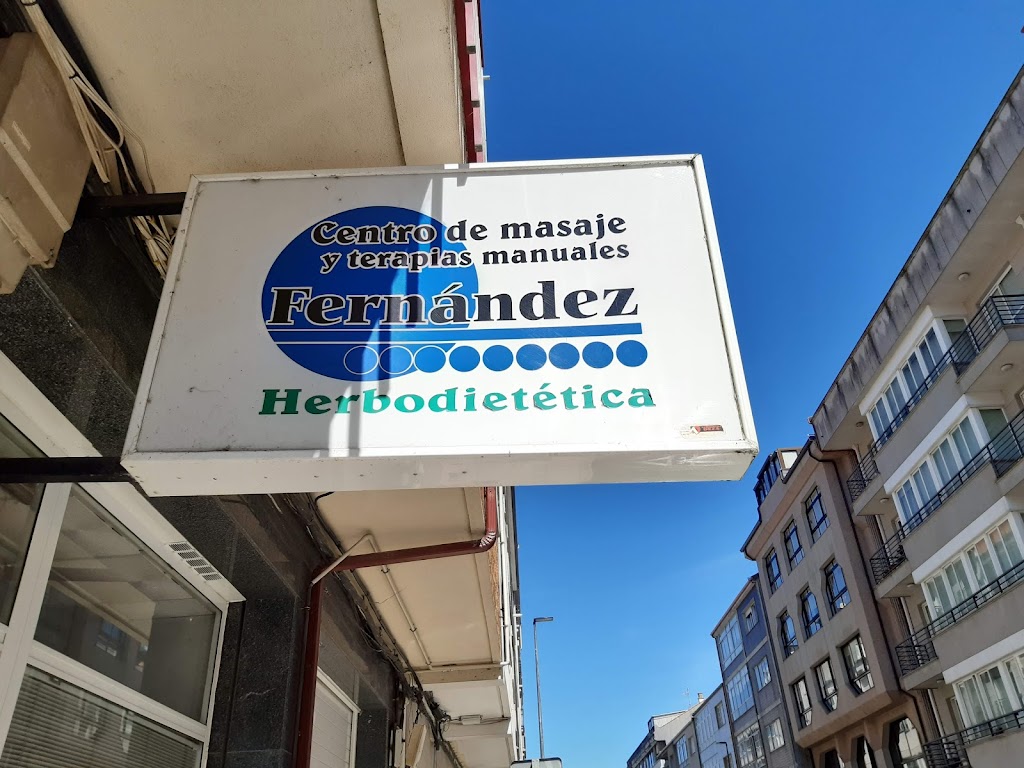 Centro de masaje
y terapias manuales
Fernández
Herbodietética